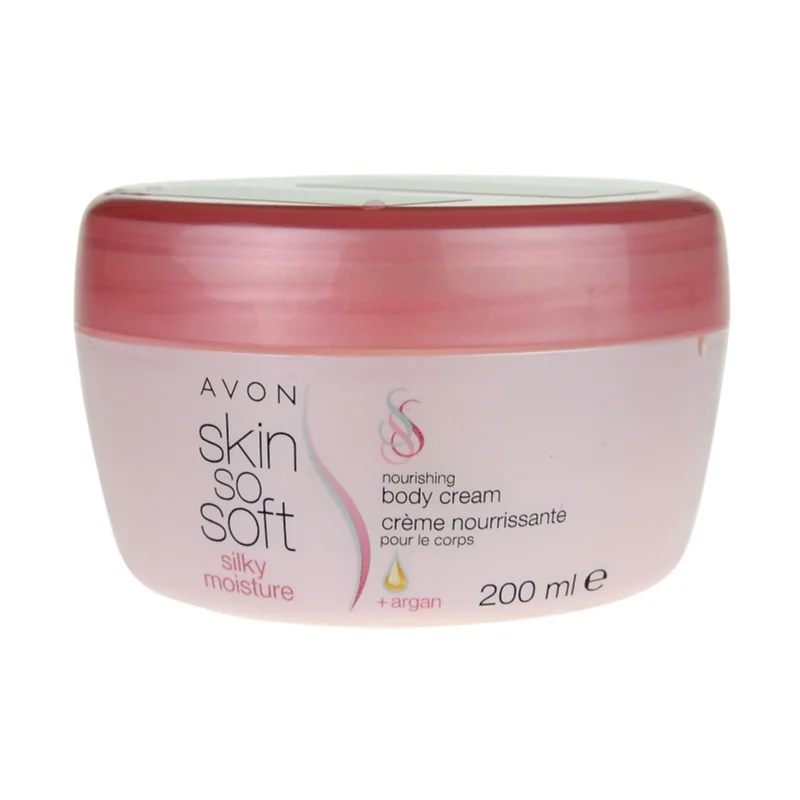 AVON
skin
so
soft
silky
moisture
nourishing
body cream
crème nourrissante
pour le corps
+ argan
200 ml e